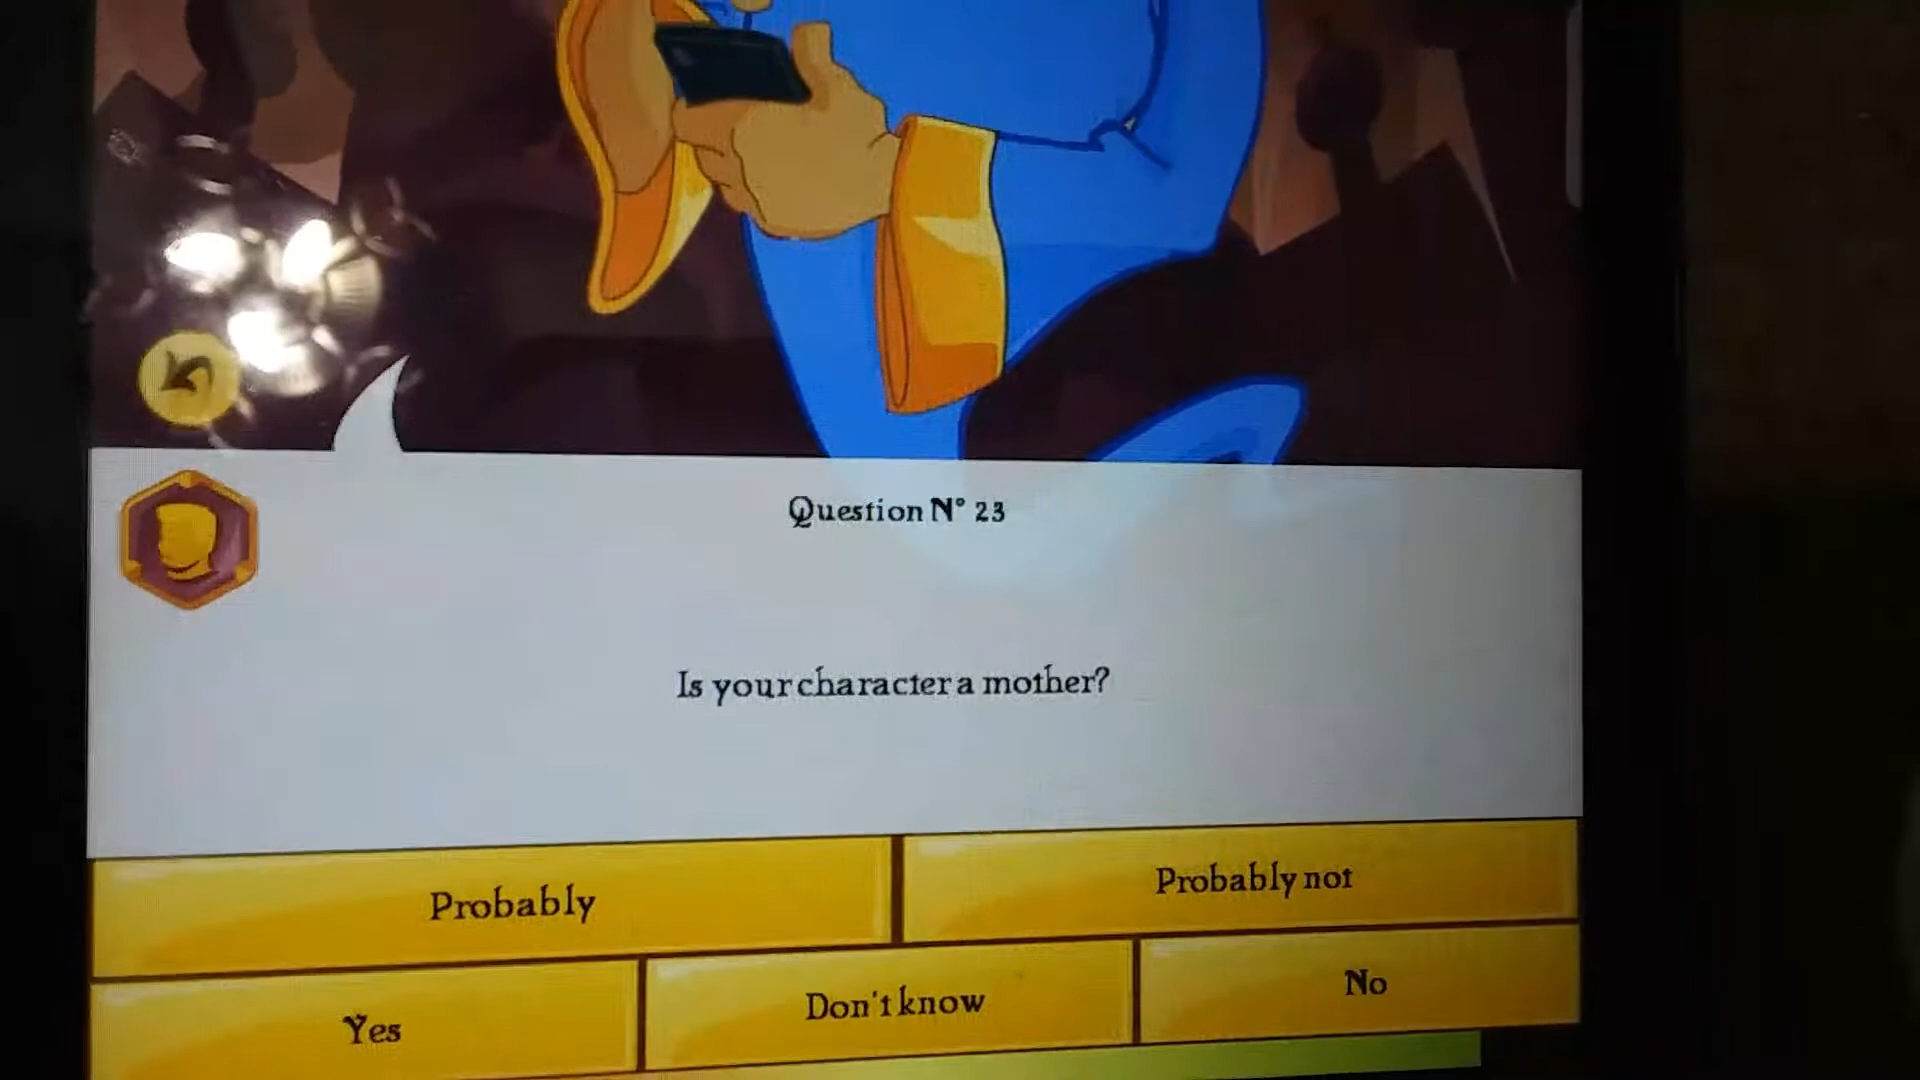 Question N° 23
Is your character a mother?
Probably
Probably not
Yes
Don't know
No